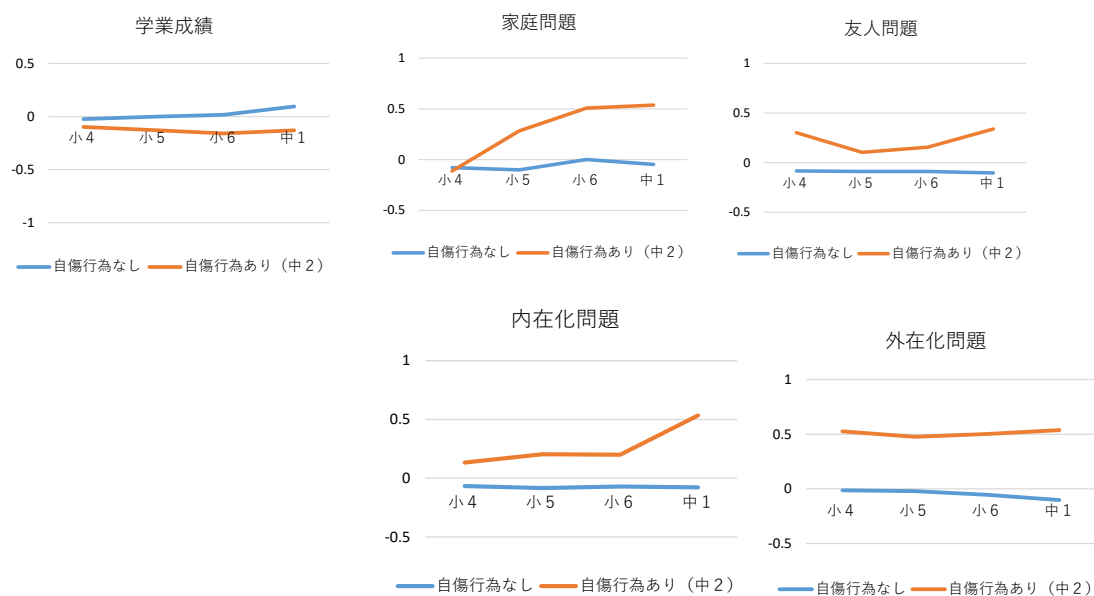 学業成績
0.5
0
-0.5
-1
小４ 小５ 小６ 中１
自傷行為なし 自傷行為あり（中２）
家庭問題
1
0.5
0
-0.5
小４ 小５ 小６ 中１
自傷行為なし 自傷行為あり（中２）
友人問題
1
0.5
0
-0.5
小４ 小５ 小６ 中１
自傷行為なし 自傷行為あり（中２）
内在化問題
1
0.5
0
-0.5
小４ 小５ 小６ 中１
自傷行為なし 自傷行為あり（中２）
外在化問題
1
0.5
0
-0.5
小４ 小５ 小６ 中１
自傷行為なし 自傷行為あり（中２）